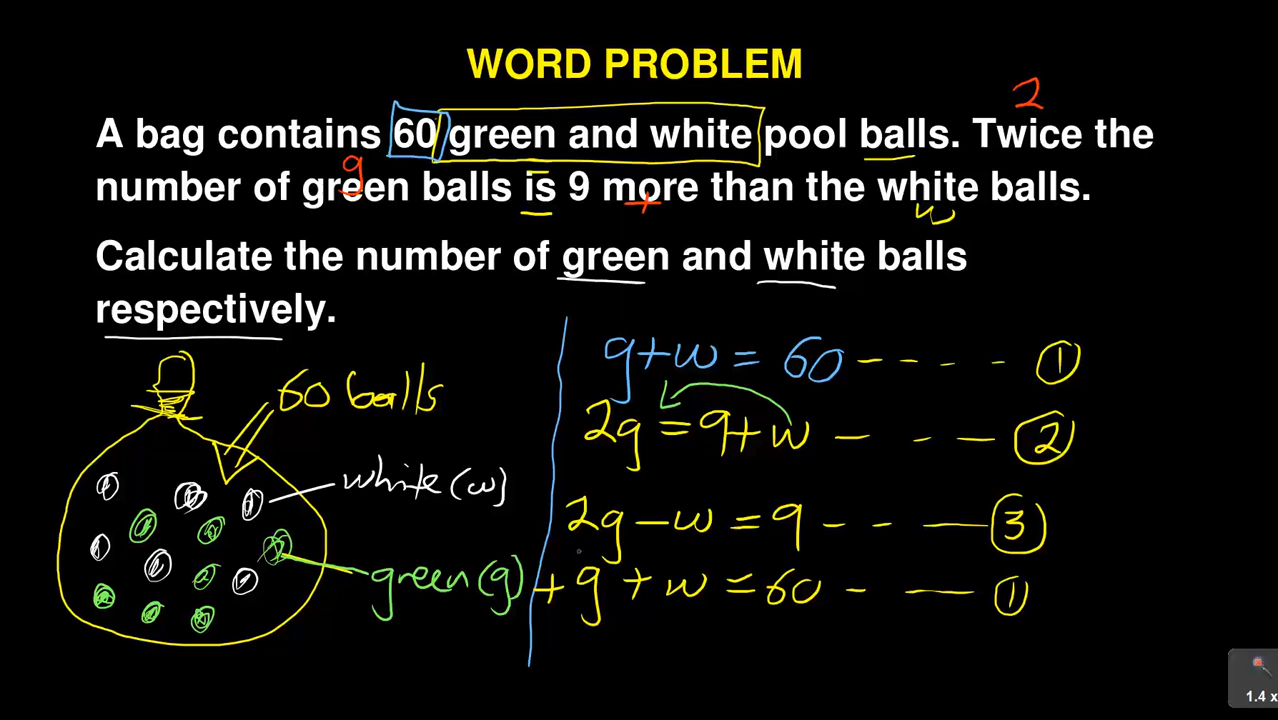 WORD PROBLEM
2
A bag contains 60 green and white pool balls. Twice the
g
number of green balls is 9 more than the white balls.
+
w
Calculate the number of green and white balls
respectively.
g+w = 60 - - - - - ①
60 balls
2g = 9+w - - - ②
white (w)
2g - w = 9 - - - ③
green (g)
+ g + w = 60 - - - ①
1.4 x